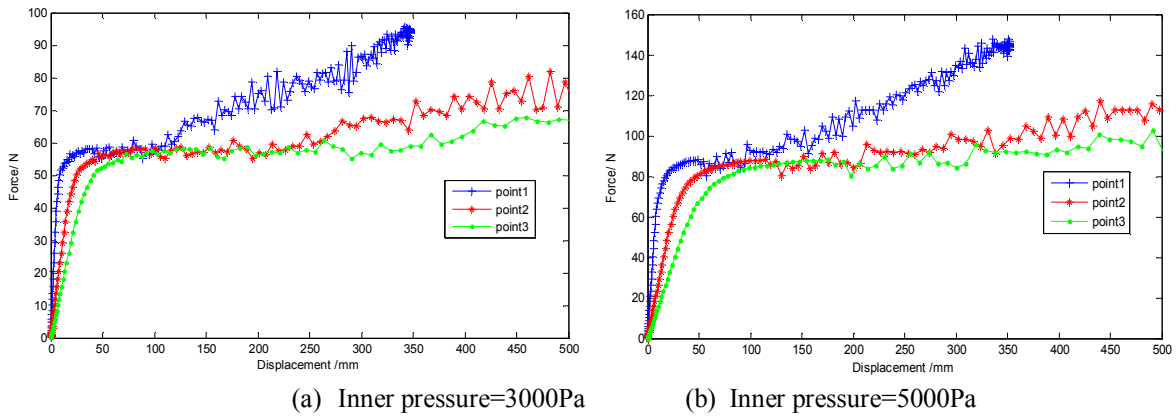 100
90
80
70
60
50
40
30
20
10
0
Force/ N
0 50 100 150 200 250 300 350 400 450 500
Displacement /mm
point1
point2
point3
160
140
120
100
80
60
40
20
0
Force/ N
0 50 100 150 200 250 300 350 400 450 500
Displacement /mm
point1
point2
point3
(a) Inner pressure=3000Pa (b) Inner pressure=5000Pa